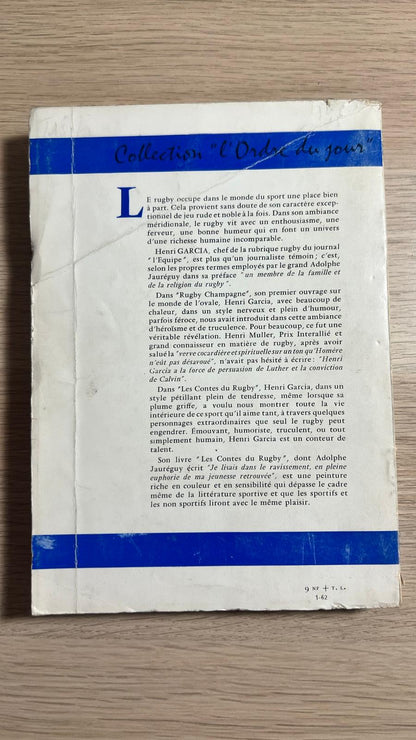 Collection "l'Ordre du jour"
LE rugby occupe dans le monde du sport une place bien
à part. Cela provient sans doute de son caractère excep-
tionnel de jeu rude et noble à la fois. Dans son ambiance
méridionale, le rugby vit avec un enthousiasme, une
ferveur, une bonne humeur qui en font un univers
d'une richesse humaine incomparable.
Henri GARCIA, chef de la rubrique rugby du journal
"l'Equipe", est plus qu'un journaliste témoin ; c'est,
selon les propres termes employés par le grand Adolphe
Jauréguy dans sa préface "un membre de la famille et
de la religion du rugby".
Dans "Rugby Champagne", son premier ouvrage sur
le monde de l'ovale, Henri Garcia, avec beaucoup de
chaleur, dans un style nerveux et plein d'humour,
parfois féroce, nous avait introduit dans cette ambiance
d'héroïsme et de truculence. Pour beaucoup, ce fut une
véritable révélation. Henri Muller, Prix Interallié et
grand connaisseur en matière de rugby, après avoir
salué la "verve cocardière et spirituelle sur un ton qu'Homère
n'eût pas désavoué", n'avait pas hésité à écrire : "Henri
Garcia a la force de persuasion de Luther et la conviction
de Calvin".
Dans "Les Contes du Rugby", Henri Garcia, dans un
style pétillant plein de tendresse, même lorsque sa
plume griffe, a voulu nous montrer toute la vie
intérieure de ce sport qu'il aime tant, à travers quelques
personnages extraordinaires que seul le rugby peut
engendrer. Émouvant, humoriste, truculent, ou tout
simplement humain, Henri Garcia est un conteur de
talent.
Son livre "Les Contes du Rugby", dont Adolphe
Jauréguy écrit "Je lisais dans le ravissement, en pleine
euphorie de ma jeunesse retrouvée", est une peinture
riche en couleur et en sensibilité qui dépasse le cadre
même de la littérature sportive et que les sportifs et
les non sportifs liront avec le même plaisir.
9 NF + T. L.
1-62